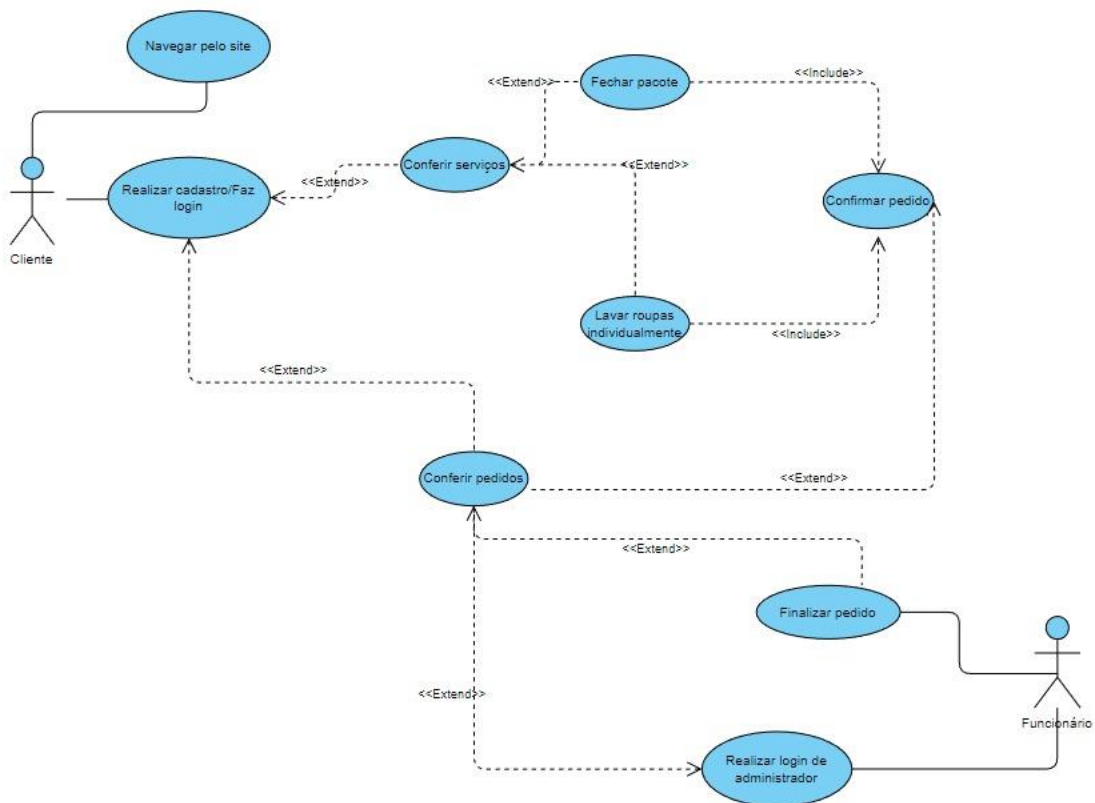 Navegar pelo site
<<Extend>>
Fechar pacote
<<Include>>
Conferir serviços
<<Extend>>
<<Extend>>
Realizar cadastro/Faz
login
Confirmar pedido
Cliente
Lavar roupas
individualmente
<<Include>>
<<Extend>>
Conferir pedidos
<<Extend>>
<<Extend>>
Finalizar pedido
<<Extend>>
Funcionário
Realizar login de
administrador